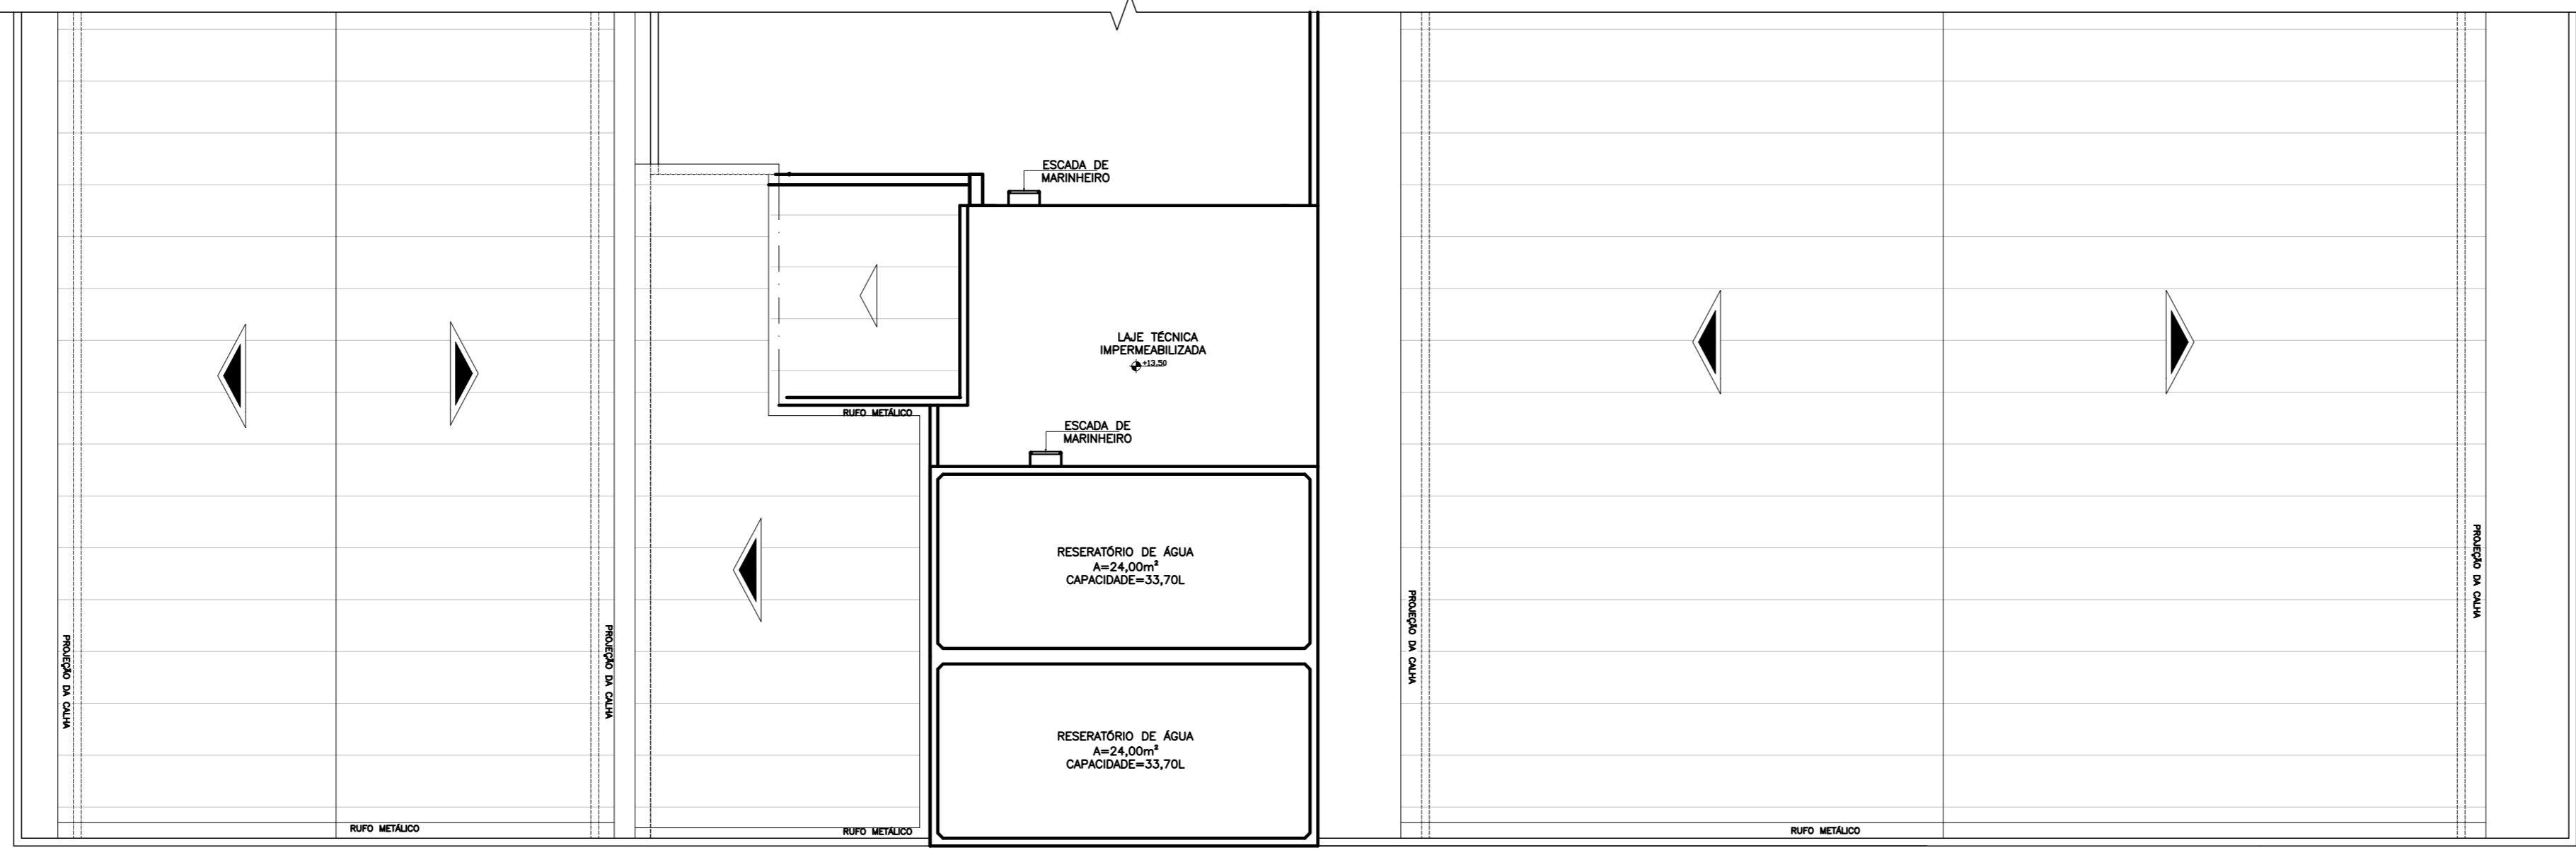 ESCADA DE
MARINHEIRO
LAJE TÉCNICA
IMPERMEABILIZADA
+13,50
RUFO METÁLICO
ESCADA DE
MARINHEIRO
RESERATÓRIO DE ÁGUA
A=24,00m²
CAPACIDADE=33,70L
RESERATÓRIO DE ÁGUA
A=24,00m²
CAPACIDADE=33,70L
PROJEÇÃO DA CALHA
PROJEÇÃO DA CALHA
PROJEÇÃO DA CALHA
PROJEÇÃO DA CALHA
RUFO METÁLICO
RUFO METÁLICO
RUFO METÁLICO